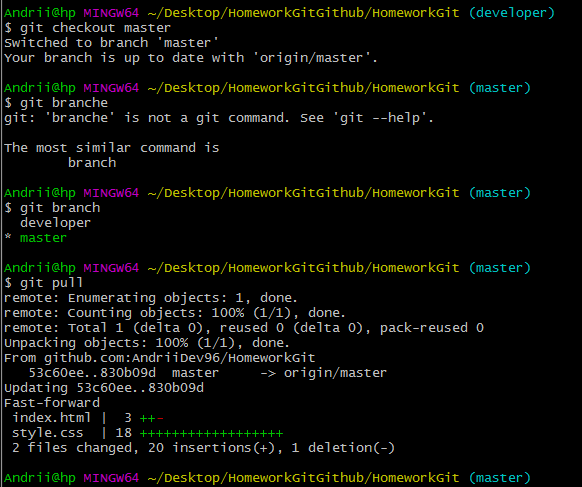 Andrii@hp MINGW64 ~/Desktop/HomeworkGitGithub/HomeworkGit (developer)
$ git checkout master
Switched to branch 'master'
Your branch is up to date with 'origin/master'.
Andrii@hp MINGW64 ~/Desktop/HomeworkGitGithub/HomeworkGit (master)
$ git branche
git: 'branche' is not a git command. See 'git --help'.
The most similar command is
        branch
Andrii@hp MINGW64 ~/Desktop/HomeworkGitGithub/HomeworkGit (master)
$ git branch
  developer
* master
Andrii@hp MINGW64 ~/Desktop/HomeworkGitGithub/HomeworkGit (master)
$ git pull
remote: Enumerating objects: 1, done.
remote: Counting objects: 100% (1/1), done.
remote: Total 1 (delta 0), reused 0 (delta 0), pack-reused 0
Unpacking objects: 100% (1/1), done.
From github.com:AndriiDev96/HomeworkGit
   53c60ee..830b09d  master     -> origin/master
Updating 53c60ee..830b09d
Fast-forward
 index.html |  3 ++-
 style.css  | 18 ++++++++++++++++++
 2 files changed, 20 insertions(+), 1 deletion(-)
Andrii@hp MINGW64 ~/Desktop/HomeworkGitGithub/HomeworkGit (master)